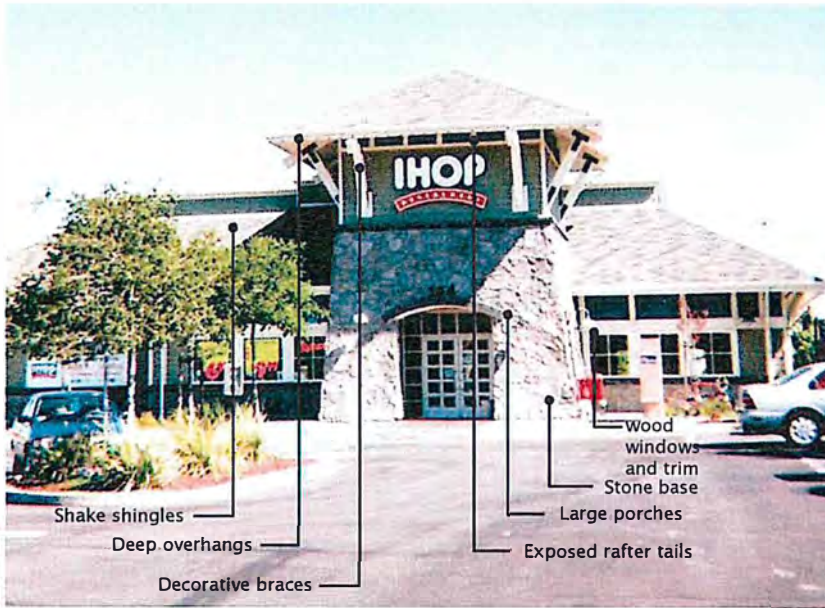 IHOP
RESTAURANT
wood
windows
and trim
Stone base
Shake shingles
Large porches
Deep overhangs
Exposed rafter tails
Decorative braces